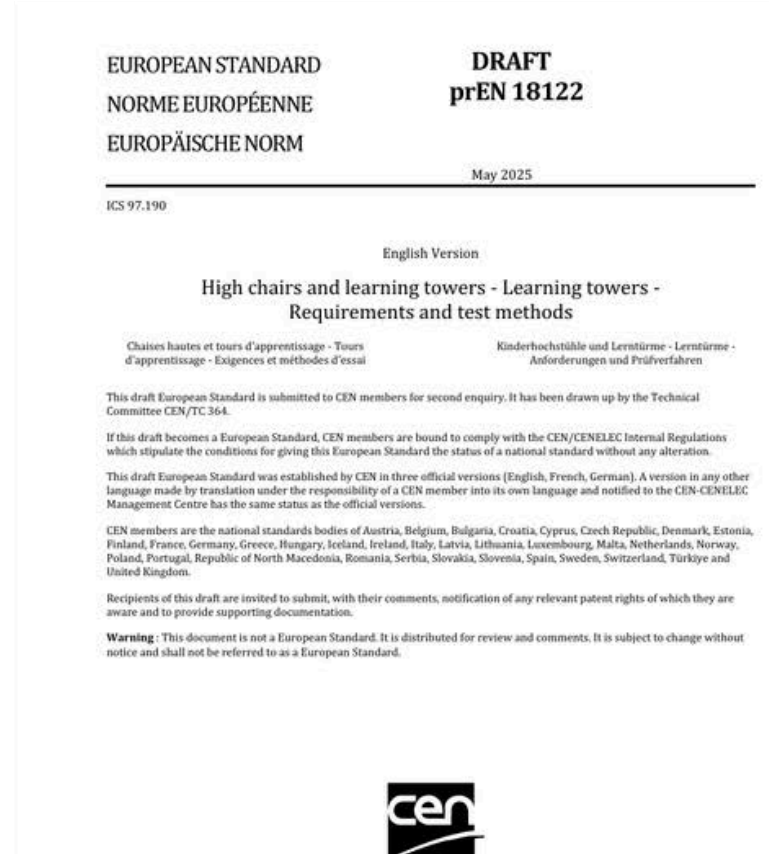 EUROPEAN STANDARD
NORME EUROPÉENNE
EUROPÄISCHE NORM
DRAFT
prEN 18122
May 2025
ICS 97.190
English Version
High chairs and learning towers - Learning towers -
Requirements and test methods
Chaises hautes et tours d'apprentissage - Tours
d'apprentissage - Exigences et méthodes d'essai
Kinderhochstühle und Lerntürme - Lerntürme -
Anforderungen und Prüfverfahren
This draft European Standard is submitted to CEN members for second enquiry. It has been drawn up by the Technical
Committee CEN/TC 364.
If this draft becomes a European Standard, CEN members are bound to comply with the CEN/CENELEC Internal Regulations
which stipulate the conditions for giving this European Standard the status of a national standard without any alteration.
This draft European Standard was established by CEN in three official versions (English, French, German). A version in any other
language made by translation under the responsibility of a CEN member into its own language and notified to the CEN-CENELEC
Management Centre has the same status as the official versions.
CEN members are the national standards bodies of Austria, Belgium, Bulgaria, Croatia, Cyprus, Czech Republic, Denmark, Estonia,
Finland, France, Germany, Greece, Hungary, Iceland, Ireland, Italy, Latvia, Lithuania, Luxembourg, Malta, Netherlands, Norway,
Poland, Portugal, Republic of North Macedonia, Romania, Serbia, Slovakia, Slovenia, Spain, Sweden, Switzerland, Türkiye and
United Kingdom.
Recipients of this draft are invited to submit, with their comments, notification of any relevant patent rights of which they are
aware and to provide supporting documentation.
Warning : This document is not a European Standard. It is distributed for review and comments. It is subject to change without
notice and shall not be referred to as a European Standard.
cen